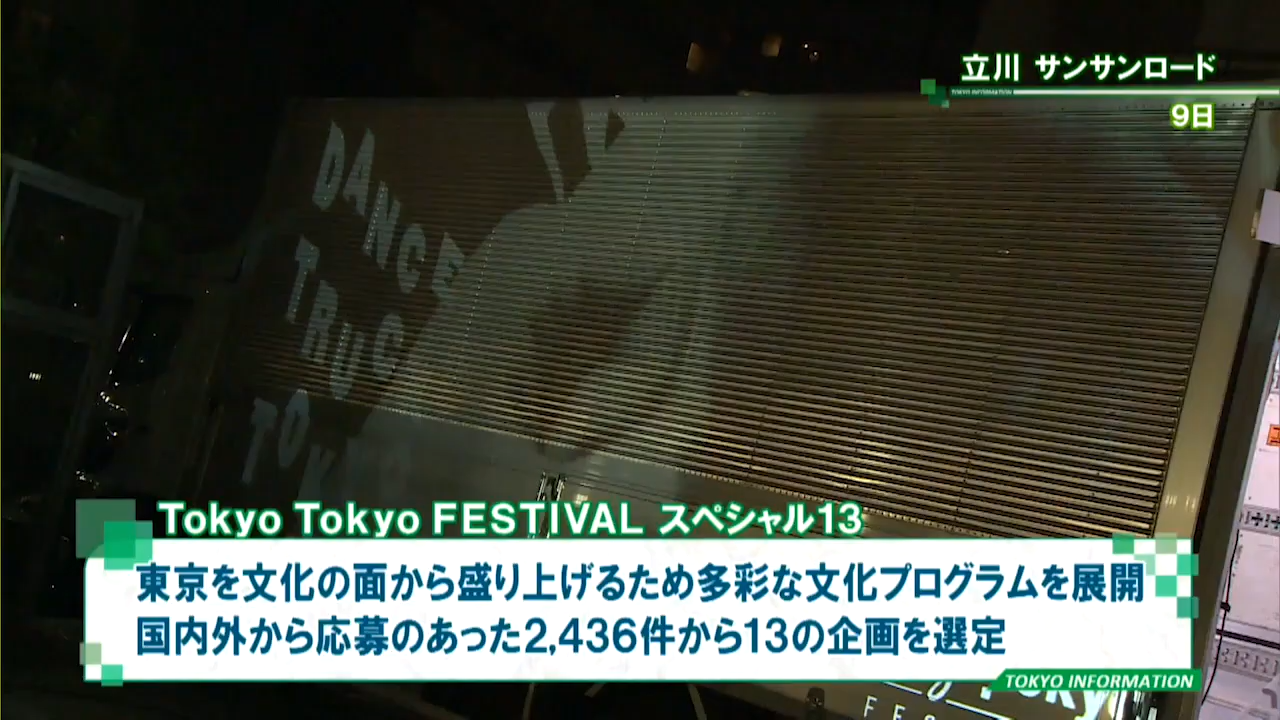 立川 サンサンロード
TOKYO INFORMATION
9日
DANCE
TRUC
TOKYO
Tokyo Tokyo FESTIVAL スペシャル13
東京を文化の面から盛り上げるため多彩な文化プログラムを展開
国内外から応募のあった2,436件から13の企画を選定
TOKYO INFORMATION